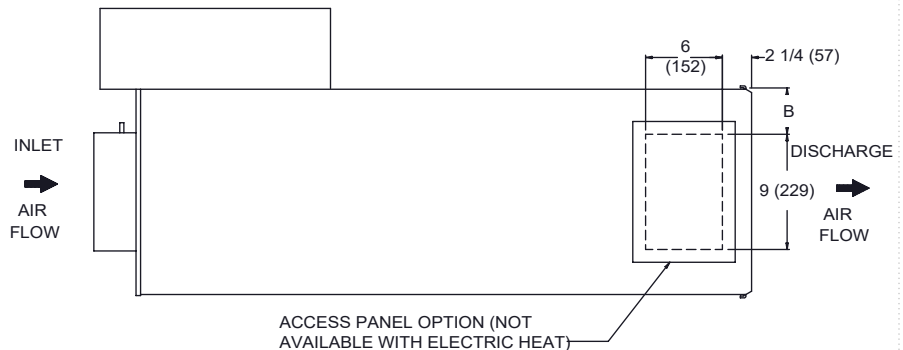 6
(152)
2 1/4 (57)
B
INLET
AIR
FLOW
DISCHARGE
9 (229)
AIR
FLOW
ACCESS PANEL OPTION (NOT
AVAILABLE WITH ELECTRIC HEAT)